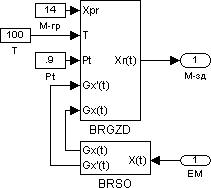 14
Xpr
М-гр
100
T
T
Xr(t)
1
М-зд
.9
Pt
Pt
Gx'(t)
Gx(t)
BRGZD
Gx(t)
X(t)
1
Gx'(t)
EM
BRSO